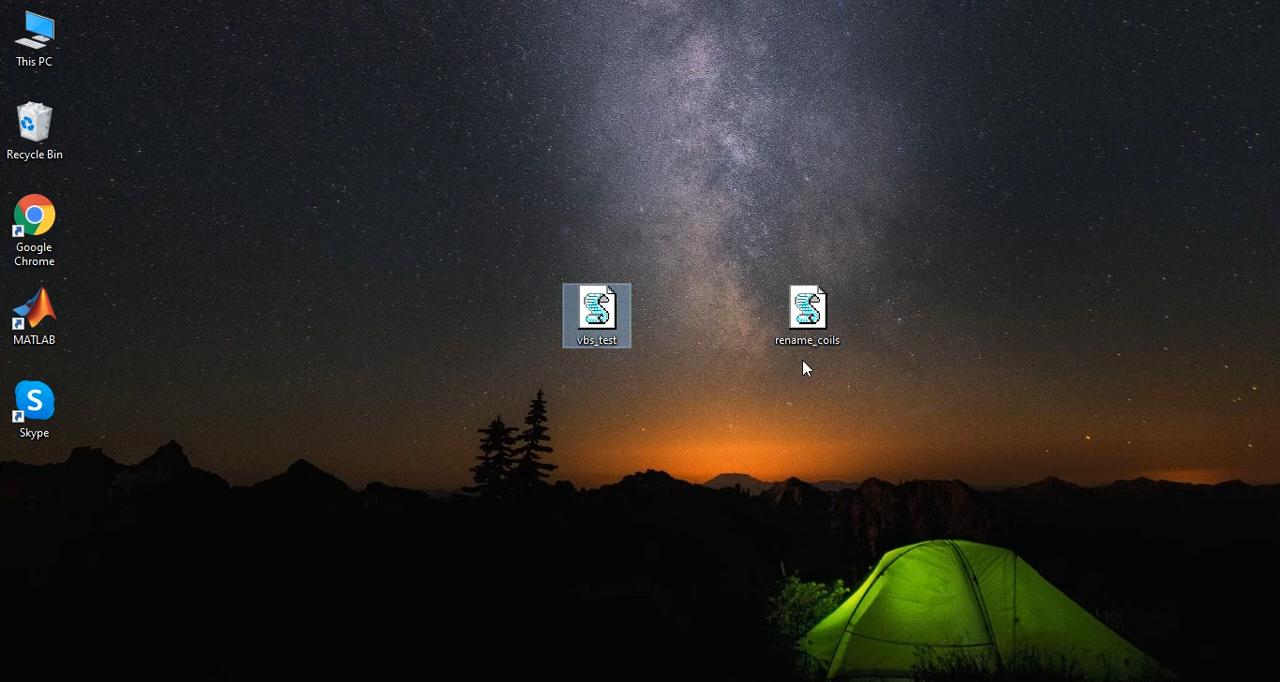 This PC
Recycle Bin
Google
Chrome
MATLAB
S
Skype
vbs_test
rename_coils